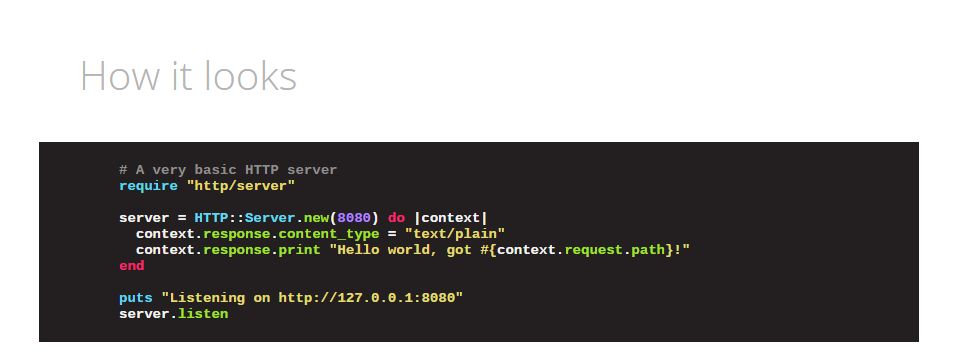 How it looks
# A very basic HTTP server
require "http/server"
server = HTTP::Server.new(8080) do |context|
  context.response.content_type = "text/plain"
  context.response.print "Hello world, got #{context.request.path}!"
end
puts "Listening on http://127.0.0.1:8080"
server.listen